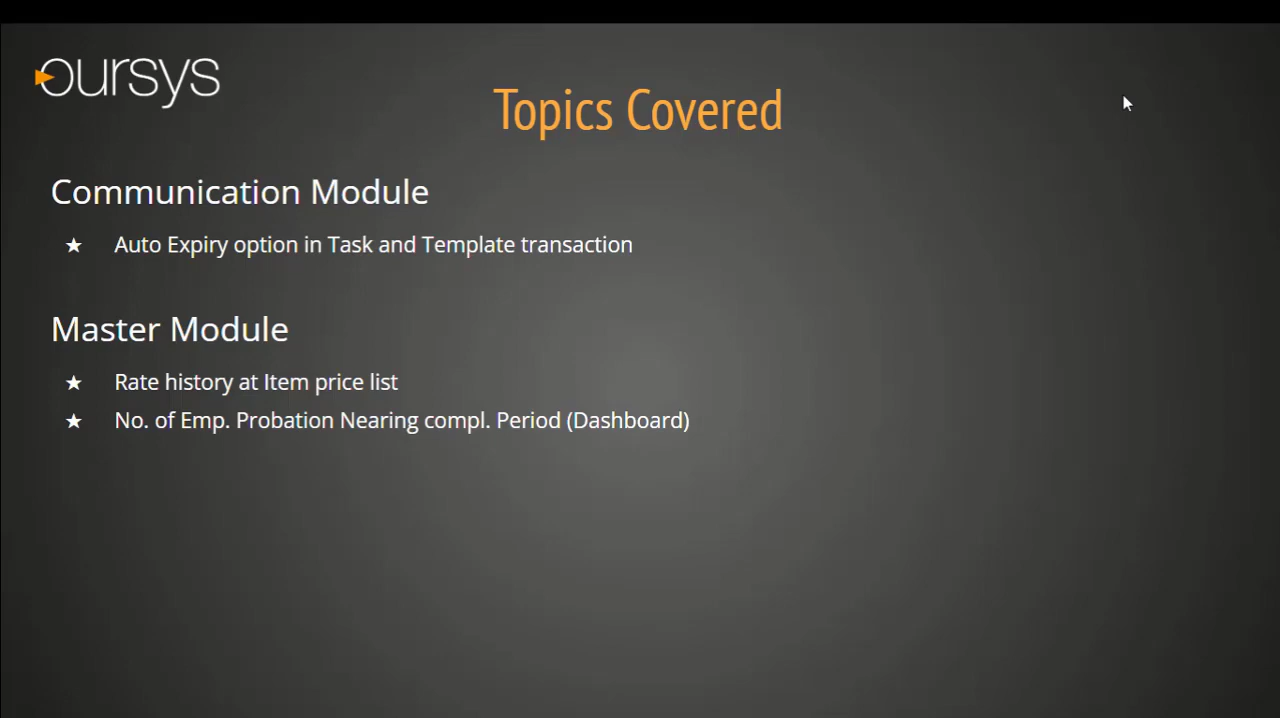 oursys
Topics Covered
Communication Module
★ Auto Expiry option in Task and Template transaction
Master Module
★ Rate history at Item price list
★ No. of Emp. Probation Nearing compl. Period (Dashboard)